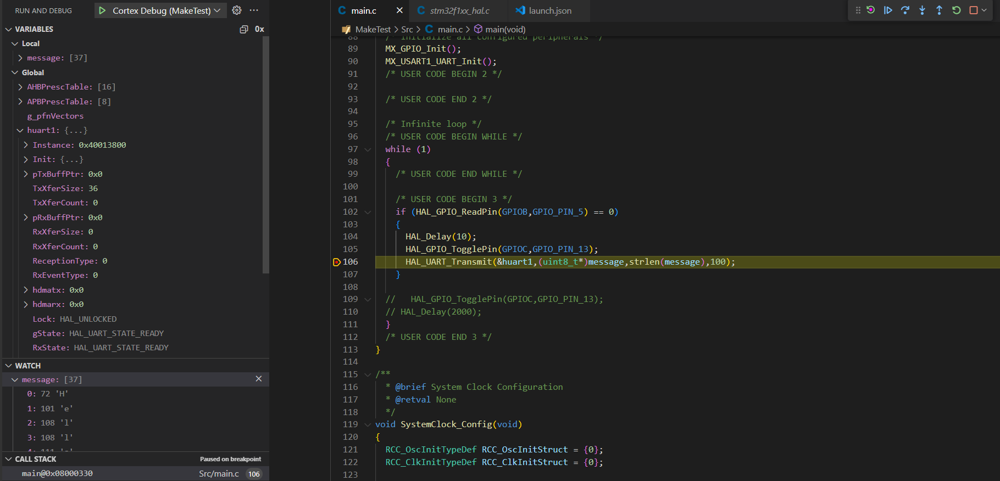 RUN AND DEBUG
Cortex Debug (MakeTest)
VARIABLES
0x
Local
message: [37]
Global
AHBPrescTable: [16]
APBPrescTable: [8]
g_pfnVectors
huart1: {...}
Instance: 0x40013800
Init: {...}
pTxBuffPtr: 0x0
TxXferSize: 36
TxXferCount: 0
pRxBuffPtr: 0x0
RxXferSize: 0
RxXferCount: 0
ReceptionType: 0
RxEventType: 0
hdmatx: 0x0
hdmarx: 0x0
Lock: HAL_UNLOCKED
gState: HAL_UART_STATE_READY
RxState: HAL_UART_STATE_READY
WATCH
message: [37]
0: 72 'H'
1: 101 'e'
2: 108 'l'
3: 108 'l'
4: 111 'o'
CALL STACK
Paused on breakpoint
main@0x08000330
Src/main.c 106
C main.c
C stm32f1xx_hal.c
launch.json
MakeTest > Src > C main.c > main(void)
88 /* Initialize all configured peripherals */
89 MX_GPIO_Init();
90 MX_USART1_UART_Init();
91 /* USER CODE BEGIN 2 */
92
93 /* USER CODE END 2 */
94
95 /* Infinite loop */
96 /* USER CODE BEGIN WHILE */
97 while (1)
98 {
99 /* USER CODE END WHILE */
100
101 /* USER CODE BEGIN 3 */
102 if (HAL_GPIO_ReadPin(GPIOB,GPIO_PIN_5) == 0)
103 {
104 HAL_Delay(10);
105 HAL_GPIO_TogglePin(GPIOC,GPIO_PIN_13);
106 HAL_UART_Transmit(&huart1,(uint8_t*)message,strlen(message),100);
107 }
108
109 // HAL_GPIO_TogglePin(GPIOC,GPIO_PIN_13);
110 // HAL_Delay(2000);
111 }
112 /* USER CODE END 3 */
113 }
114
115 /**
116 * @brief System Clock Configuration
117 * @retval None
118 */
119 void SystemClock_Config(void)
120 {
121 RCC_OscInitTypeDef RCC_OscInitStruct = {0};
122 RCC_ClkInitTypeDef RCC_ClkInitStruct = {0};
123